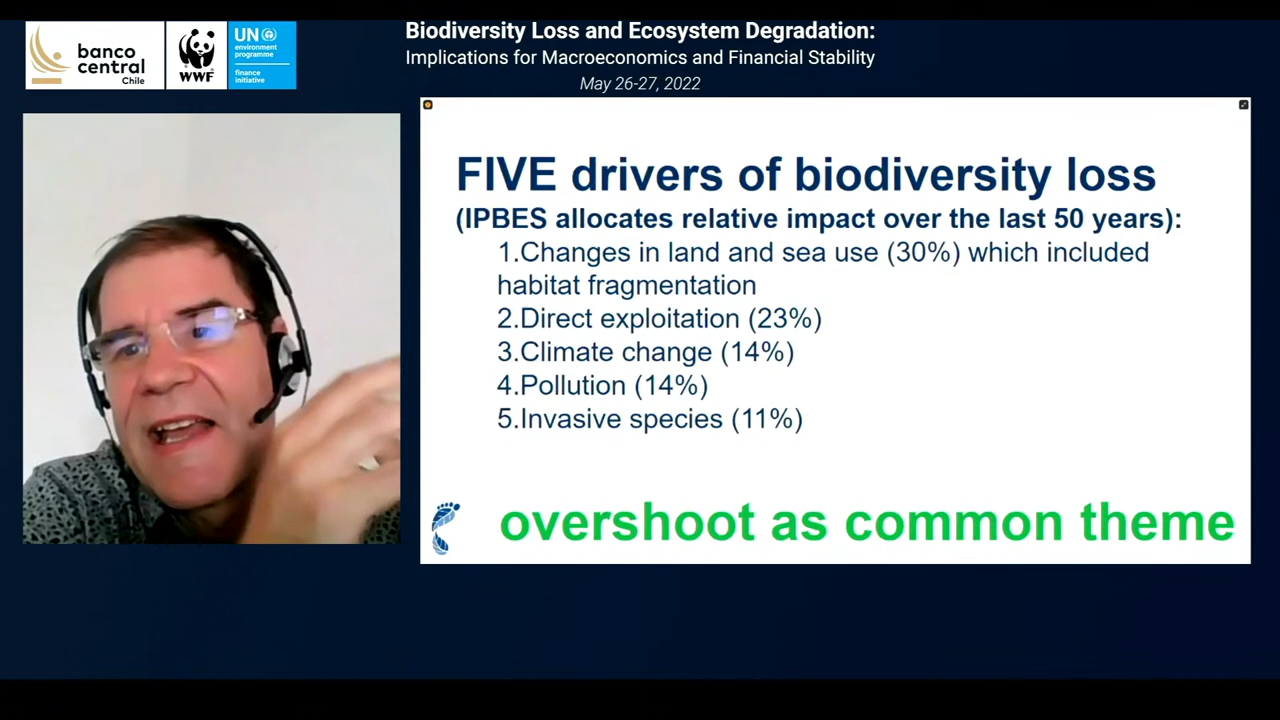 banco
central
Chile
WWF
UN
environment
programme
finance
initiative
Biodiversity Loss and Ecosystem Degradation:
Implications for Macroeconomics and Financial Stability
May 26-27, 2022
FIVE drivers of biodiversity loss
(IPBES allocates relative impact over the last 50 years):
1.Changes in land and sea use (30%) which included
habitat fragmentation
2.Direct exploitation (23%)
3.Climate change (14%)
4.Pollution (14%)
5.Invasive species (11%)
overshoot as common theme